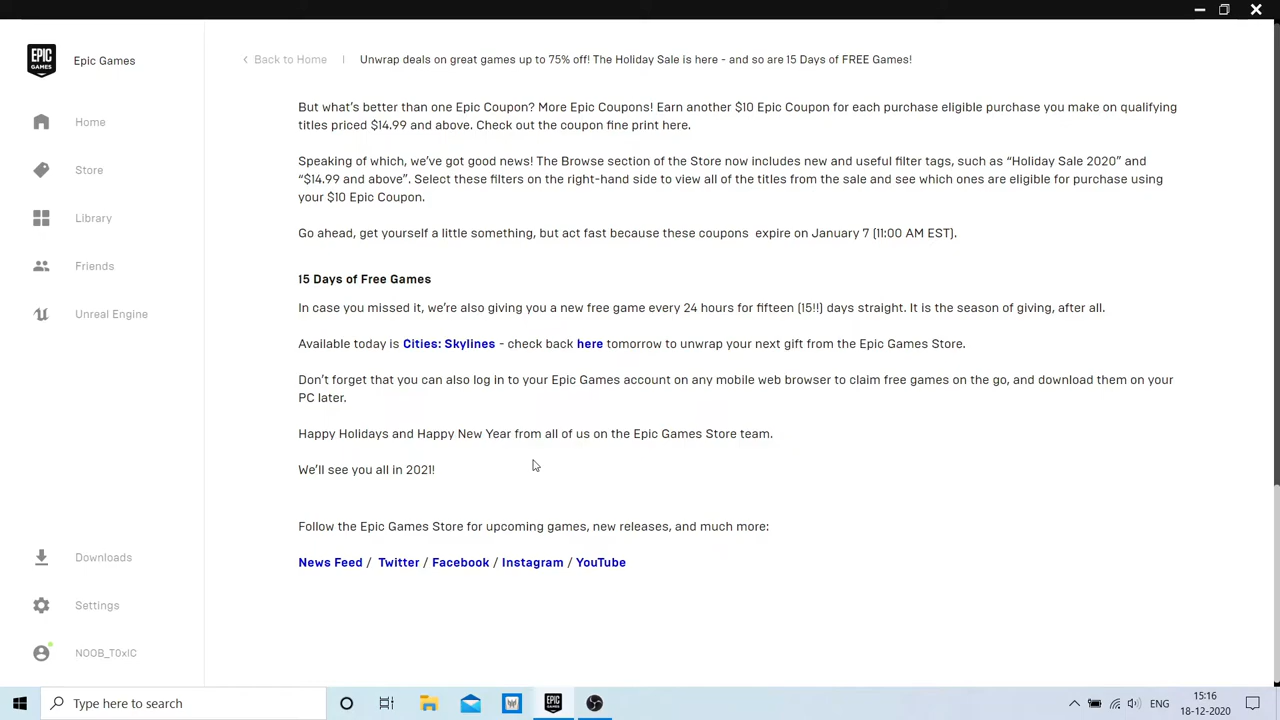 EPIC
GAMES
Epic Games
Home
Store
Library
Friends
Unreal Engine
Downloads
Settings
NOOB_T0xIC
Back to Home
Unwrap deals on great games up to 75% off! The Holiday Sale is here - and so are 15 Days of FREE Games!
But what's better than one Epic Coupon? More Epic Coupons! Earn another $10 Epic Coupon for each purchase eligible purchase you make on qualifying
titles priced $14.99 and above. Check out the coupon fine print here.
Speaking of which, we've got good news! The Browse section of the Store now includes new and useful filter tags, such as “Holiday Sale 2020” and
“$14.99 and above”. Select these filters on the right-hand side to view all of the titles from the sale and see which ones are eligible for purchase using
your $10 Epic Coupon.
Go ahead, get yourself a little something, but act fast because these coupons  expire on January 7 (11:00 AM EST).
15 Days of Free Games
In case you missed it, we're also giving you a new free game every 24 hours for fifteen (15!!) days straight. It is the season of giving, after all.
Available today is Cities: Skylines - check back here tomorrow to unwrap your next gift from the Epic Games Store.
Don't forget that you can also log in to your Epic Games account on any mobile web browser to claim free games on the go, and download them on your
PC later.
Happy Holidays and Happy New Year from all of us on the Epic Games Store team.
We'll see you all in 2021!
Follow the Epic Games Store for upcoming games, new releases, and much more:
News Feed / Twitter / Facebook / Instagram / YouTube
Type here to search
EPIC
GAMES
ENG
15:16
18-12-2020